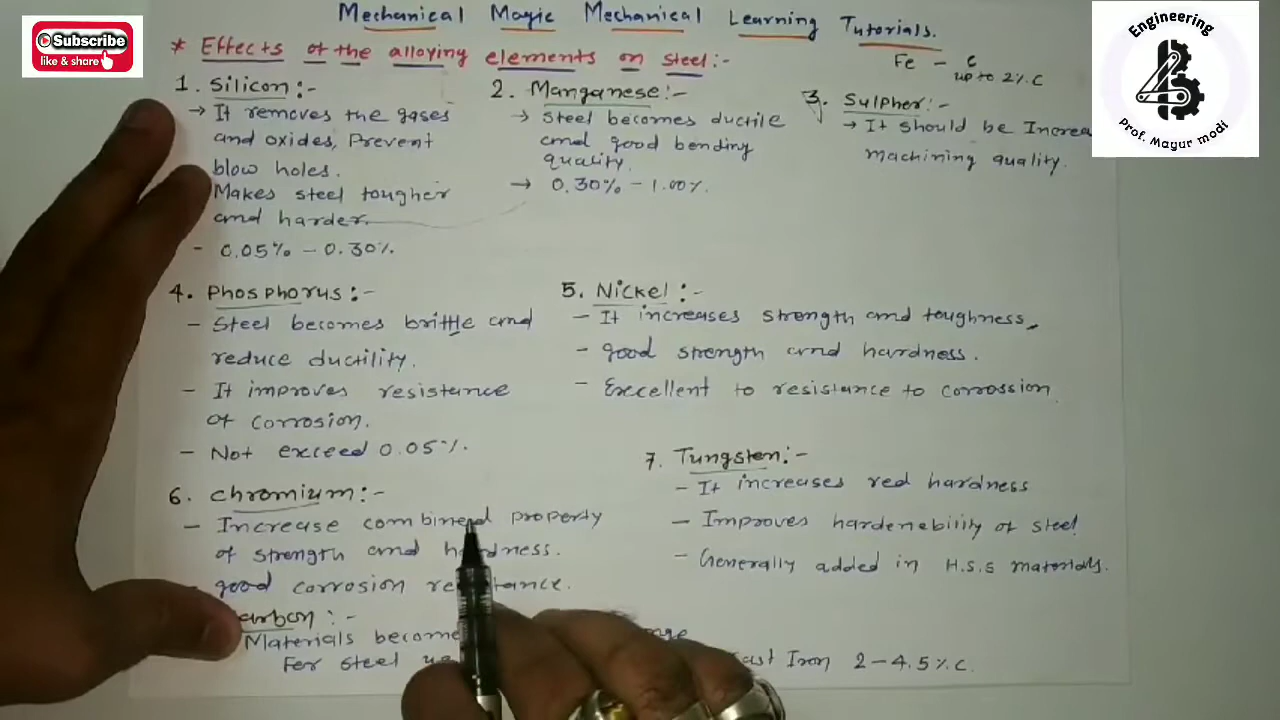 Mechanical Magic Mechanical Learning Tutorials.
* Effects of the alloying elements on steel:-
Fe - C
up to 2% C
1. Silicon:-
→ It removes the gases
and oxides, Prevent
blow holes.
Makes steel tougher
and harder.
- 0.05% - 0.30%
2. Manganese:-
→ Steel becomes ductile
and good bending
quality.
→ 0.30% - 1.00%.
3. Sulpher:-
→ It should be Increa
machining quality.
4. Phosphorus:-
- Steel becomes brittle and
reduce ductility.
- It improves resistance
of corrosion.
- Not exceed 0.05%.
5. Nickel:-
- It increases strength and toughness.
- good strength and hardness.
- Excellent to resistance to corrossion.
6. chromium:-
- Increase combined property
of strength and hardness.
good corrosion re tance.
7. Tungsten:-
- It increases red hardness
- Improves hardenebility of steel
- Generally added in H.S.S materials.
arbon :-
Materials become
For steel Cast Iron 2-4.5%C.
Subscribe
like & share
Engineering
Prof. Mayur modi